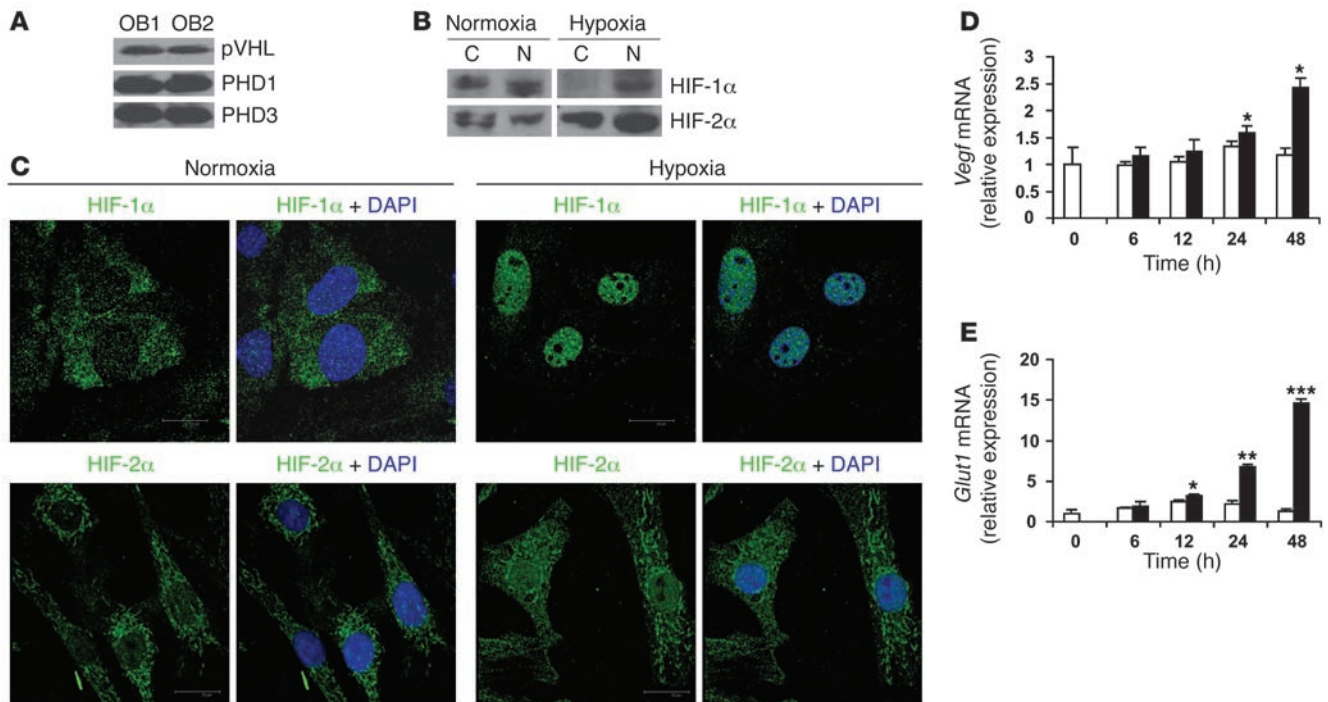 A
OB1 OB2
pVHL
PHD1
PHD3
B
Normoxia Hypoxia
C N C N
HIF-1α
HIF-2α
C
Normoxia Hypoxia
HIF-1α HIF-1α + DAPI HIF-1α HIF-1α + DAPI
HIF-2α HIF-2α + DAPI HIF-2α HIF-2α + DAPI
D
Vegf mRNA
(relative expression)
3
2.5
2
1.5
1
0.5
0
* *
0 6 12 24 48
Time (h)
E
Glut1 mRNA
(relative expression)
20
15
10
5
0
* ** ***
0 6 12 24 48
Time (h)